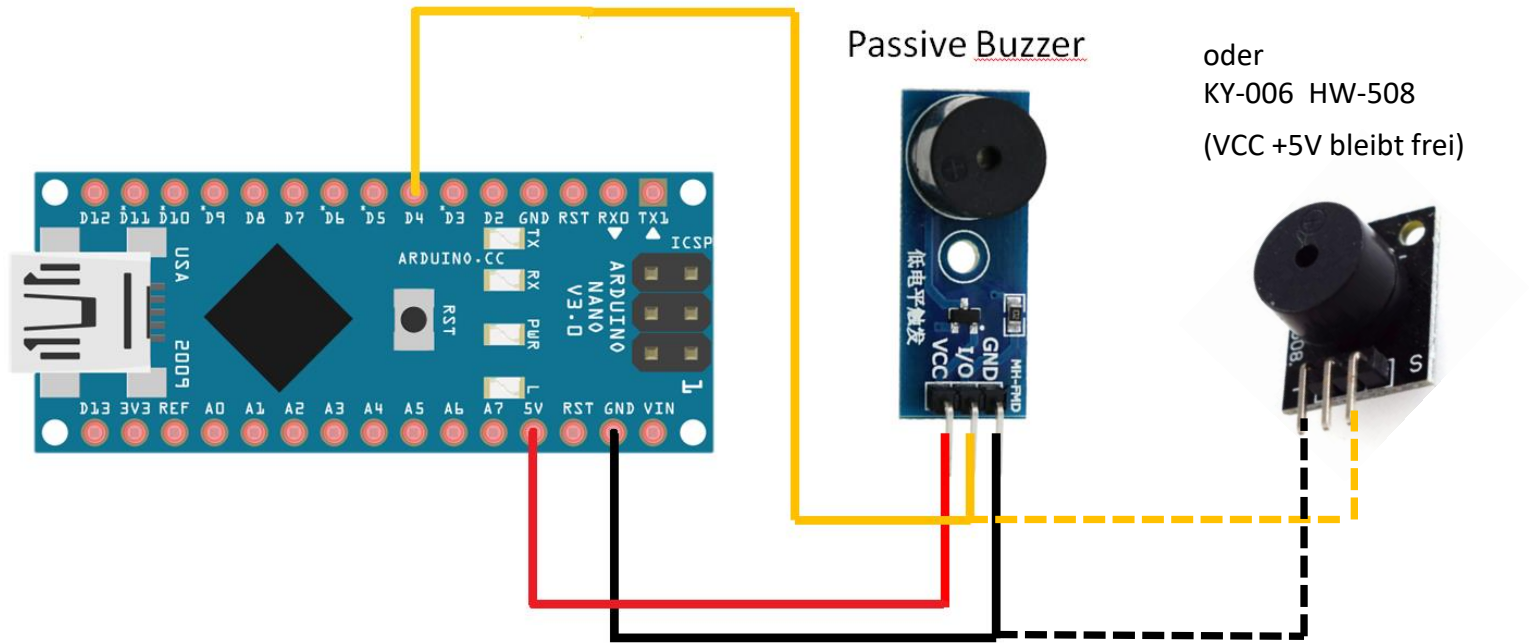 Passive Buzzer
oder
KY-006 HW-508
(VCC +5V bleibt frei)
D12 D11 D10 D9 D8 D7 D6 D5 D4 D3 D2 GND RST RX0 TX1
ICSP
TX
RX
PWR
L
ARDUINO.CC
RST
ARDUINO
NANO
V3.0
USA
2009
1
D13 3V3 REF A0 A1 A2 A3 A4 A5 A6 A7 5V RST GND VIN
低电平触发
VCC
I/O
GND
MH-FMD
S